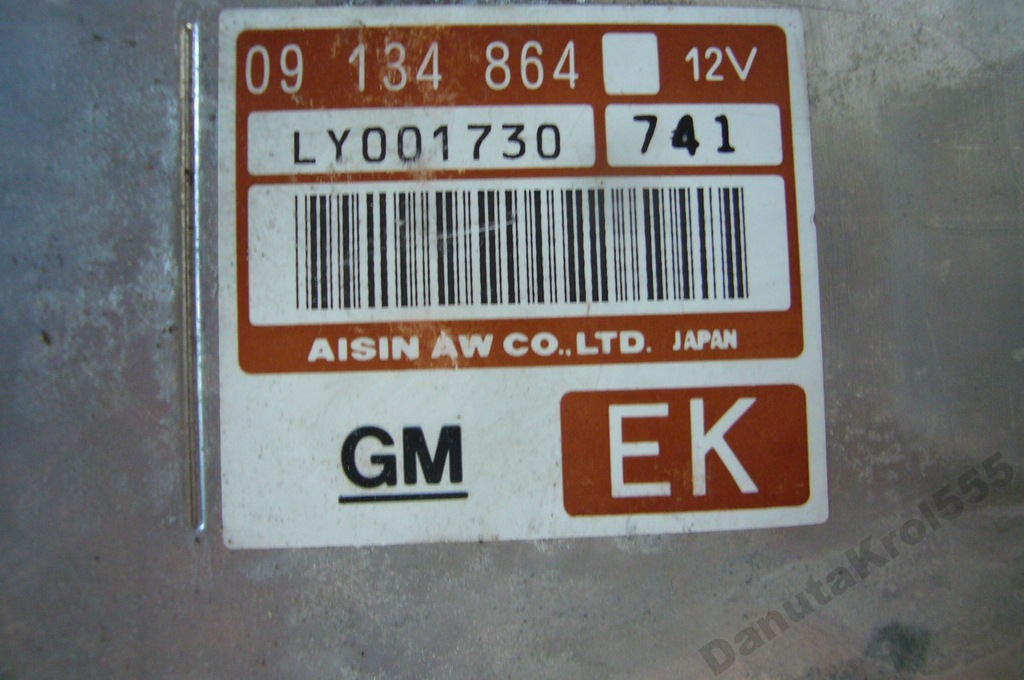 09 134 864 12V
LY001730 741
AISIN AW CO.,LTD. JAPAN
GM EK
DanutaKrol555